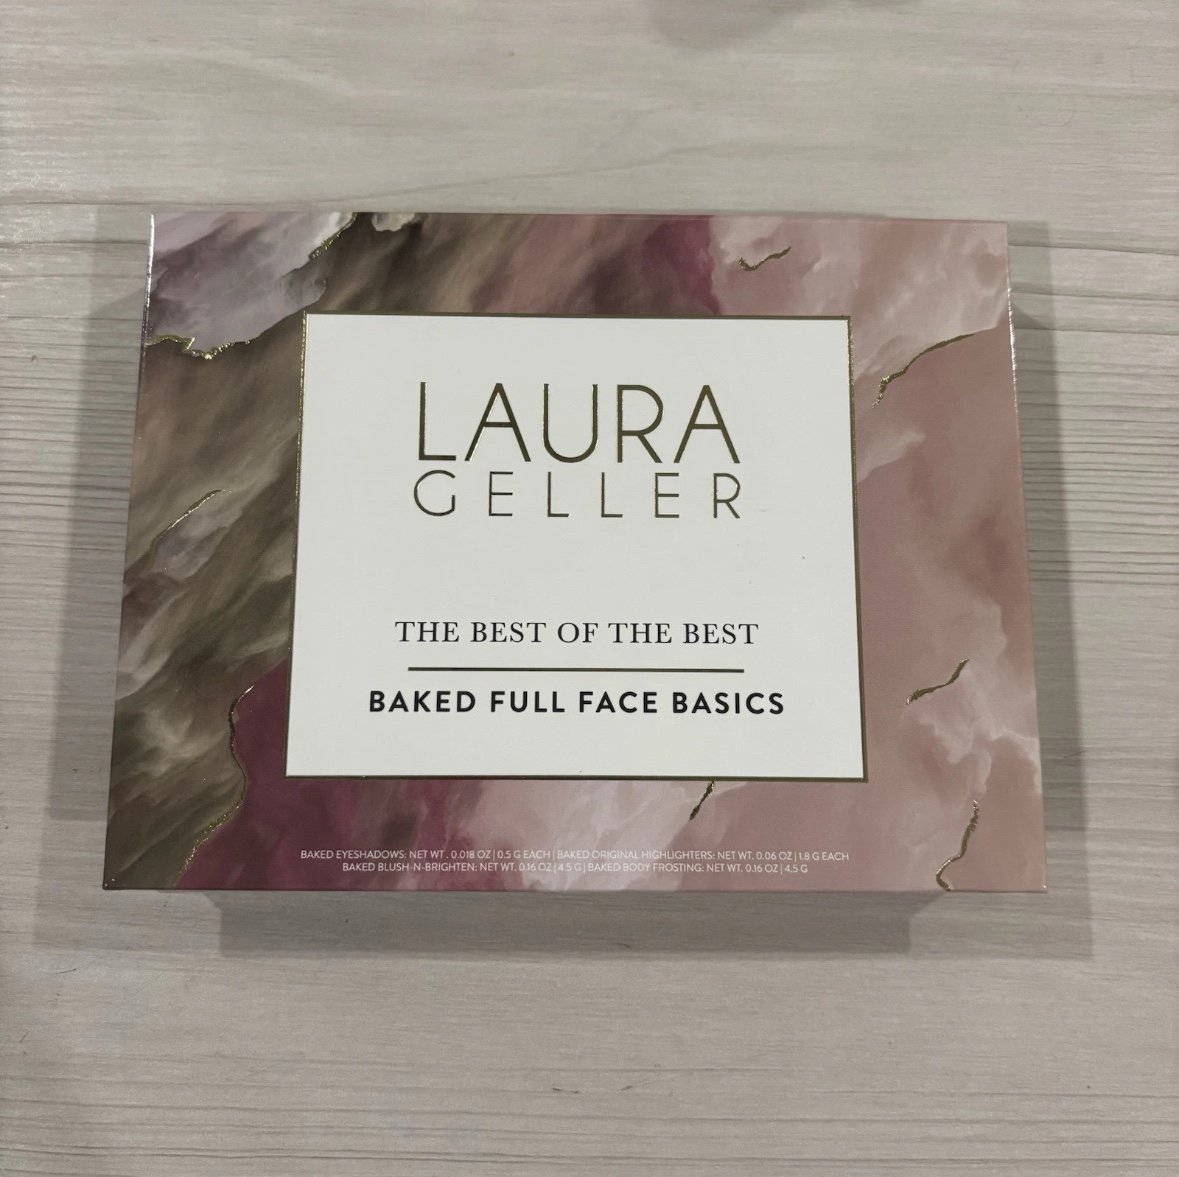 LAURA
GELLER
THE BEST OF THE BEST
BAKED FULL FACE BASICS
BAKED EYESHADOWS: NET WT. 0.018 OZ | 0.5 G EACH | BAKED ORIGINAL HIGHLIGHTERS: NET WT. 0.06 OZ | 1.8 G EACH
BAKED BLUSH-N-BRIGHTEN: NET WT. 0.16 OZ | 4.5 G | BAKED BODY FROSTING: NET WT. 0.16 OZ | 4.5 G